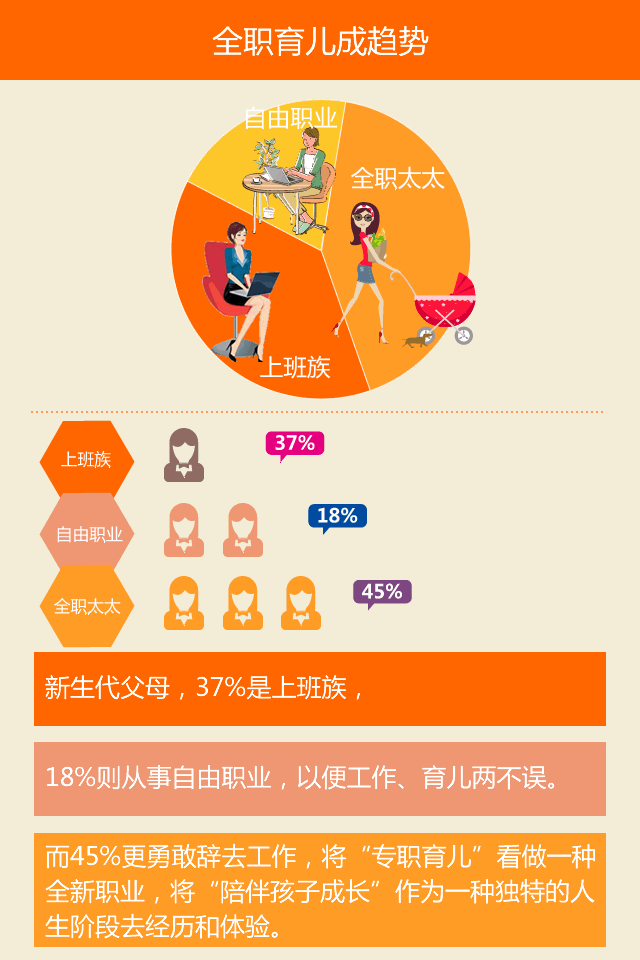 全职育儿成趋势
自由职业
全职太太
上班族
上班族
37%
自由职业
18%
全职太太
45%
新生代父母，37%是上班族，
18%则从事自由职业，以便工作、育儿两不误。
而45%更勇敢辞去工作，将“专职育儿”看做一种
全新职业，将“陪伴孩子成长”作为一种独特的人
生阶段去经历和体验。